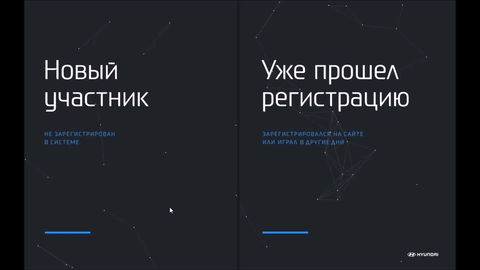 Новый
участник
НЕ ЗАРЕГИСТРИРОВАН
В СИСТЕМЕ
Уже прошел
регистрацию
ЗАРЕГИСТРИРОВАЛСЯ НА САЙТЕ
ИЛИ ИГРАЛ В ДРУГИЕ ДНИ
HYUNDAI